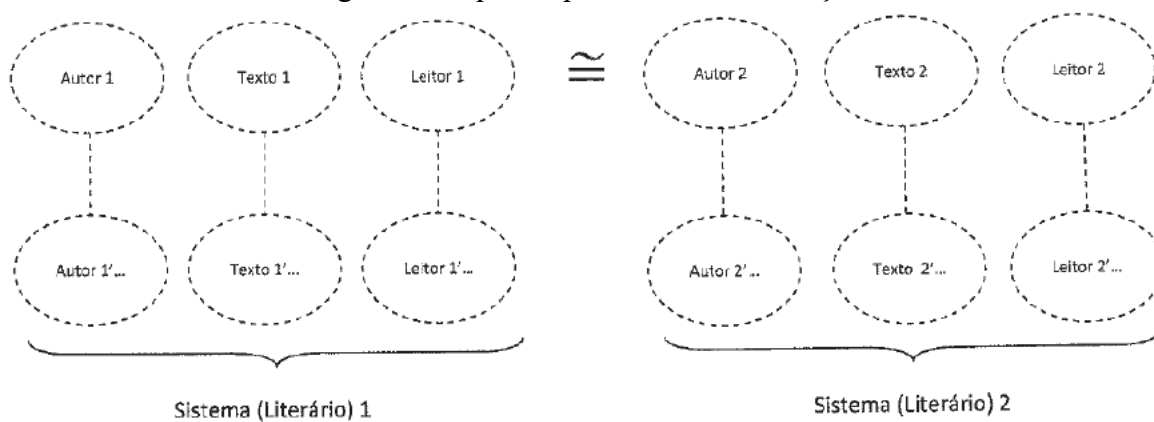 Autor 1 Texto 1 Leitor 1 ≅ Autor 2 Texto 2 Leitor 2
Autor 1’... Texto 1’... Leitor 1’... Autor 2’... Texto 2’... Leitor 2’...
Sistema (Literário) 1 Sistema (Literário) 2